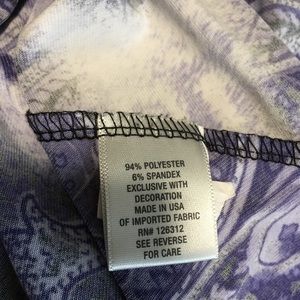 94% POLYESTER
6% SPANDEX
EXCLUSIVE WITH
DECORATION
MADE IN USA
OF IMPORTED FABRIC
RN# 126312
SEE REVERSE
FOR CARE